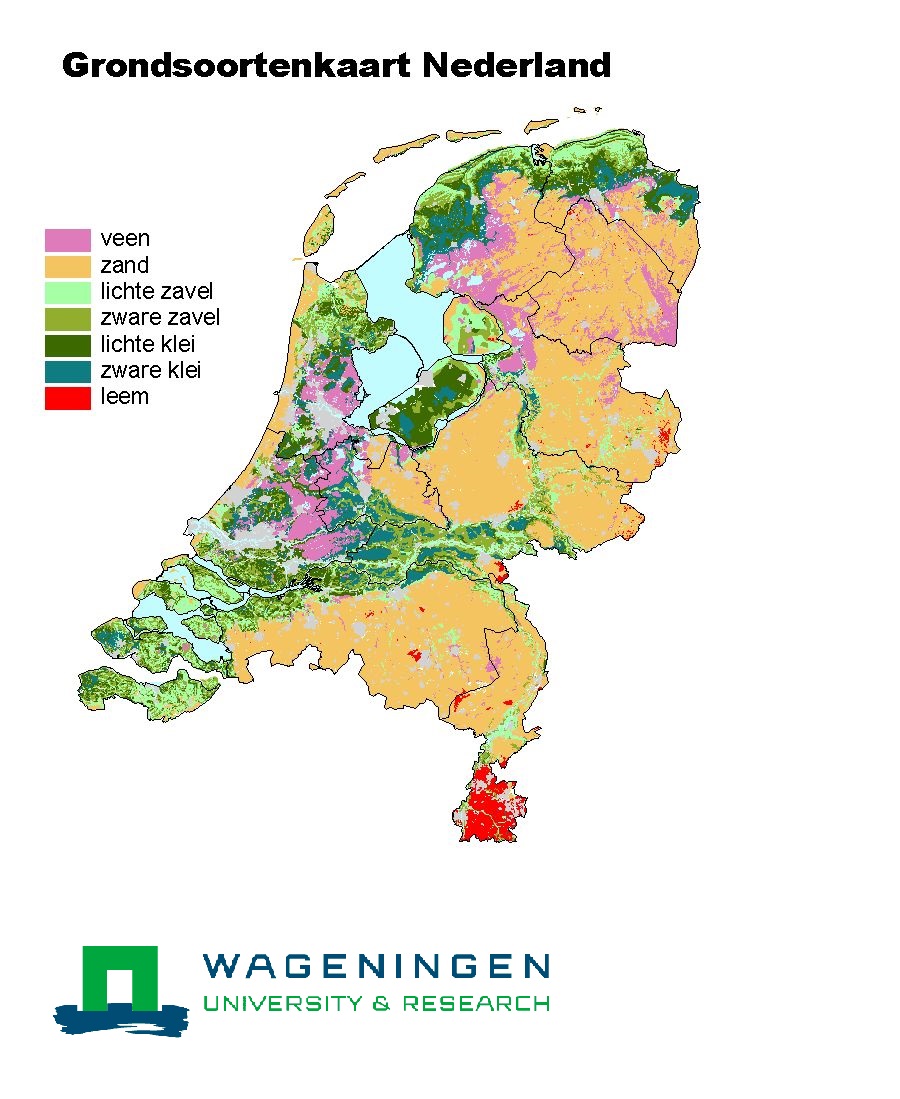 Grondsoortenkaart Nederland
veen
zand
lichte zavel
zware zavel
lichte klei
zware klei
leem
WAGENINGEN
UNIVERSITY & RESEARCH